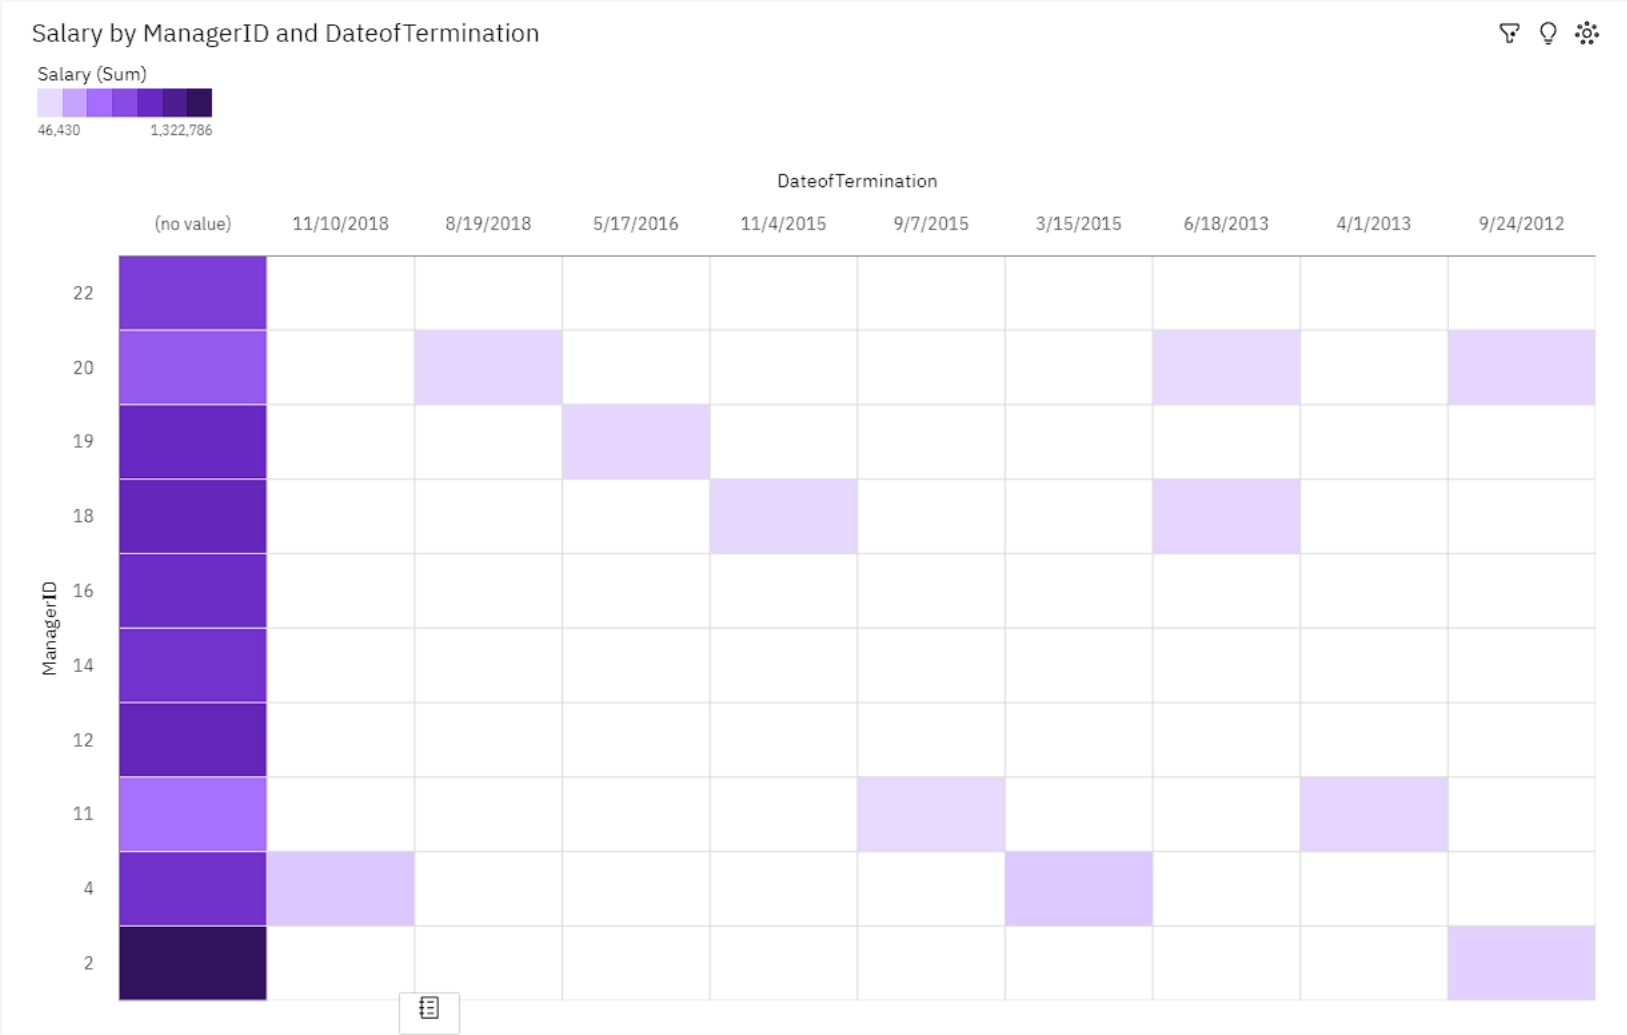 Salary by ManagerID and DateofTermination
Salary (Sum)
46,430 1,322,786
DateofTermination
(no value) 11/10/2018 8/19/2018 5/17/2016 11/4/2015 9/7/2015 3/15/2015 6/18/2013 4/1/2013 9/24/2012
ManagerID
22
20
19
18
16
14
12
11
4
2